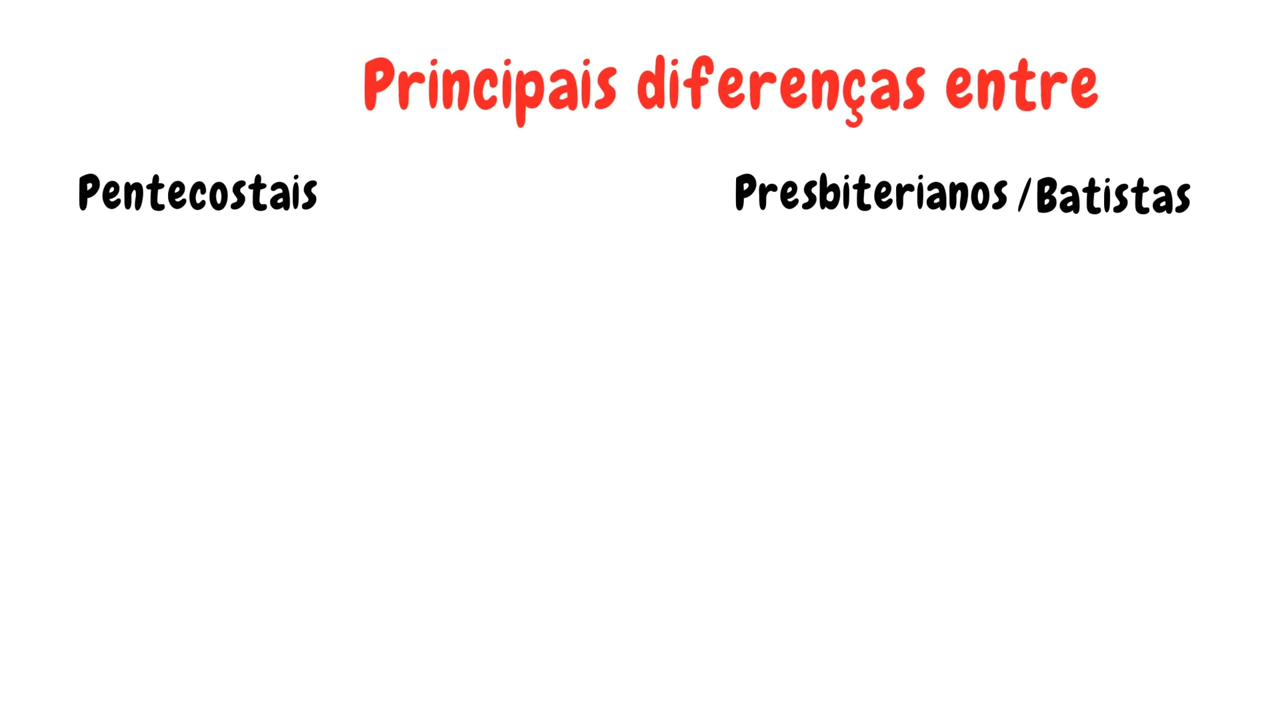 Principais diferenças entre
Pentecostais
Presbiterianos /Batistas